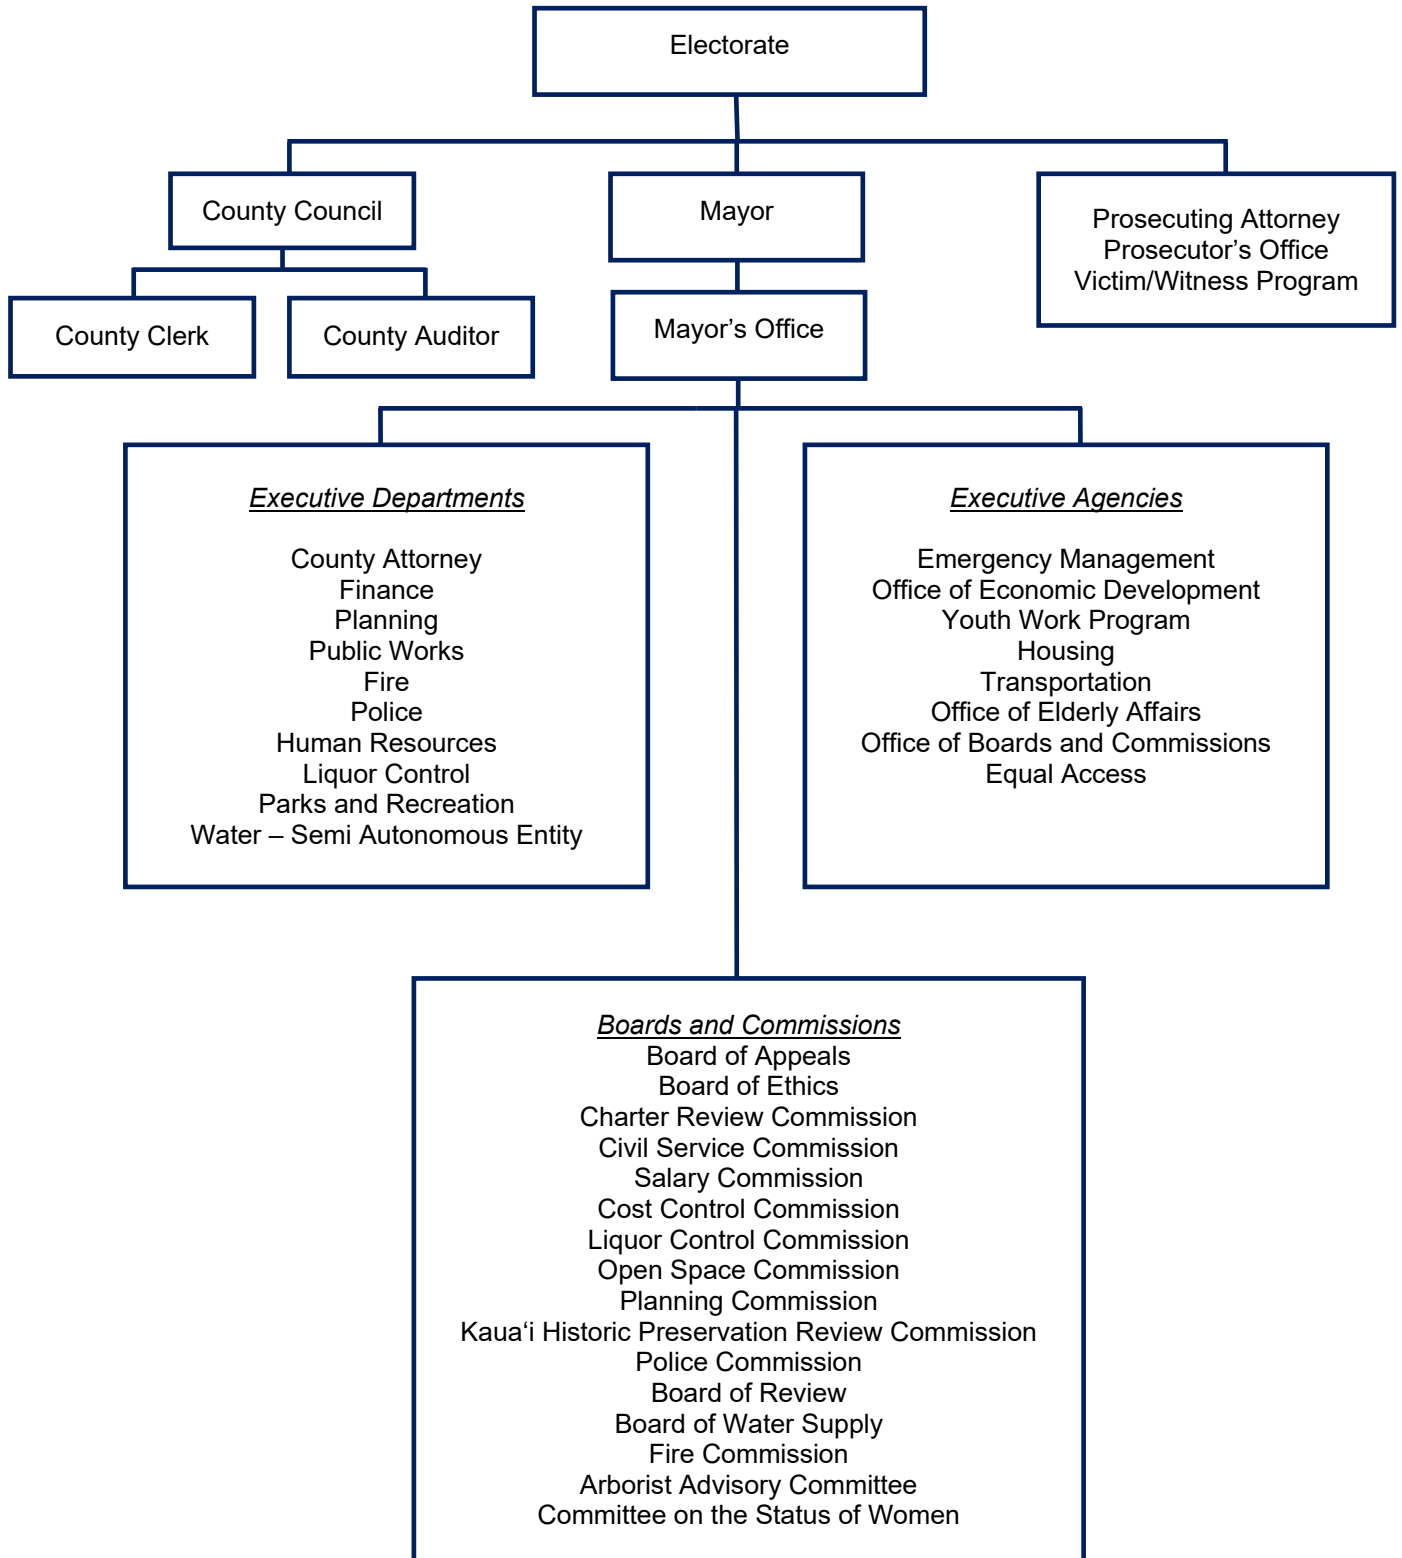 Electorate
County Council
Mayor
Prosecuting Attorney
Prosecutor’s Office
Victim/Witness Program
County Clerk
County Auditor
Mayor’s Office
Executive Departments
County Attorney
Finance
Planning
Public Works
Fire
Police
Human Resources
Liquor Control
Parks and Recreation
Water – Semi Autonomous Entity
Executive Agencies
Emergency Management
Office of Economic Development
Youth Work Program
Housing
Transportation
Office of Elderly Affairs
Office of Boards and Commissions
Equal Access
Boards and Commissions
Board of Appeals
Board of Ethics
Charter Review Commission
Civil Service Commission
Salary Commission
Cost Control Commission
Liquor Control Commission
Open Space Commission
Planning Commission
Kaua‘i Historic Preservation Review Commission
Police Commission
Board of Review
Board of Water Supply
Fire Commission
Arborist Advisory Committee
Committee on the Status of Women